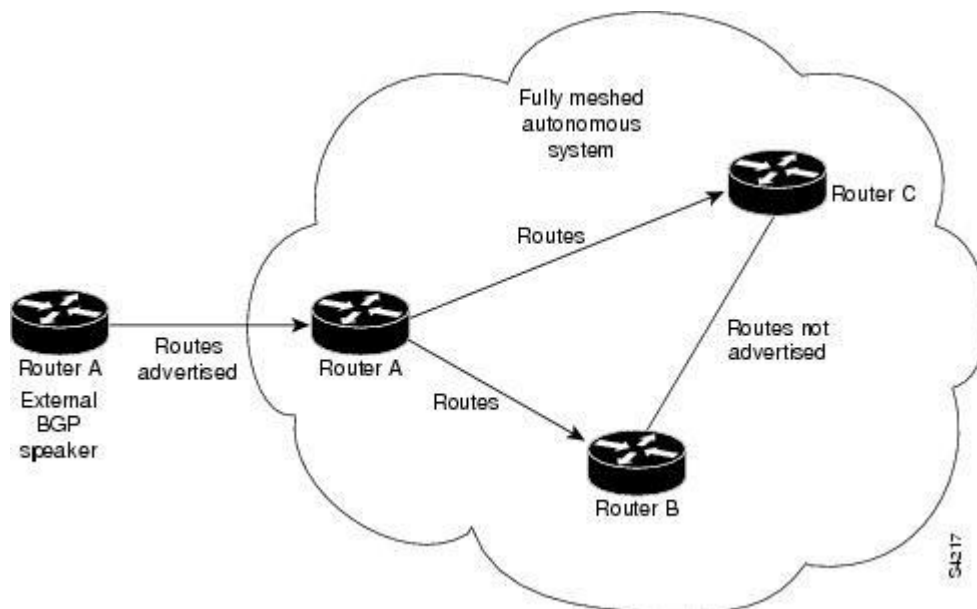 Fully meshed
autonomous
system
Router C
Routes
Routes not
advertised
Router A
Routes
advertised
Router A
External
BGP
speaker
Routes
Router B
S4217